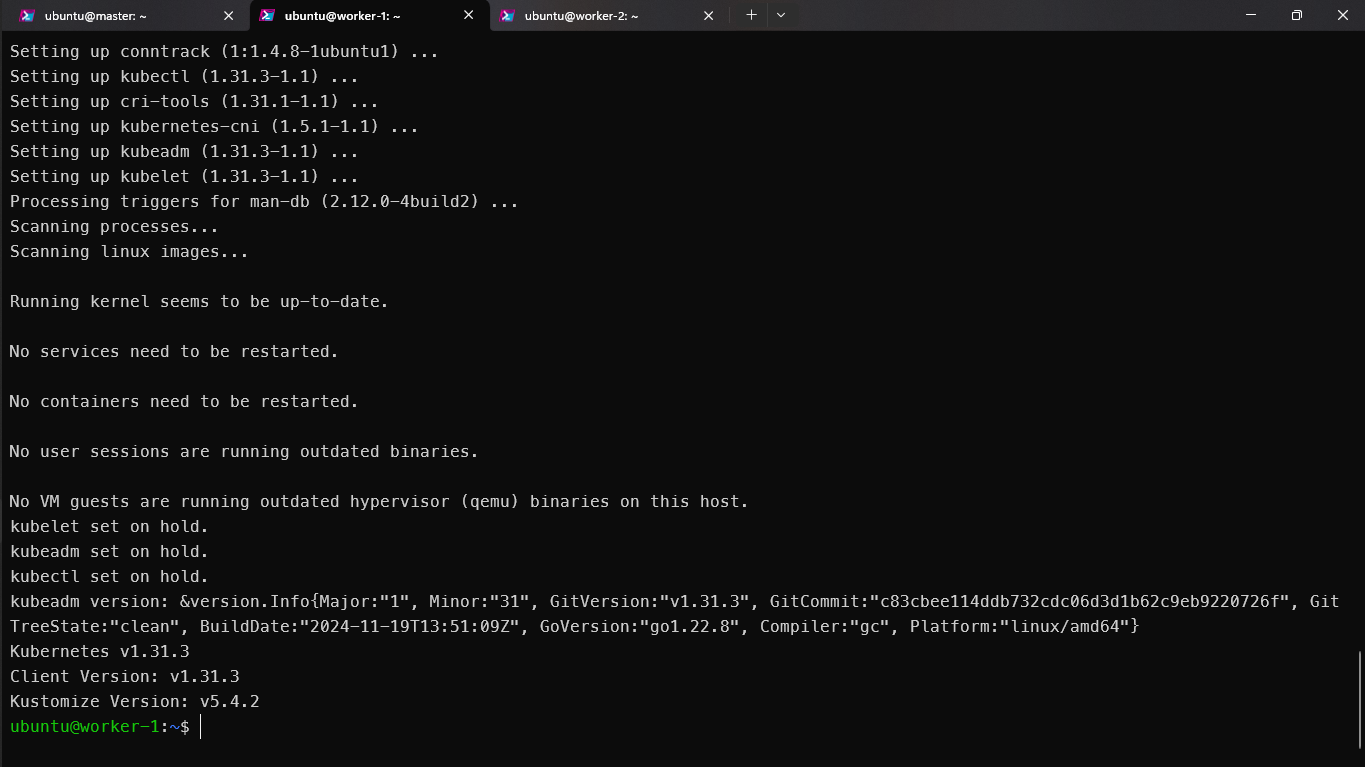 ubuntu@master: ~
ubuntu@worker-1: ~
ubuntu@worker-2: ~
Setting up conntrack (1:1.4.8-1ubuntu1) ...
Setting up kubectl (1.31.3-1.1) ...
Setting up cri-tools (1.31.1-1.1) ...
Setting up kubernetes-cni (1.5.1-1.1) ...
Setting up kubeadm (1.31.3-1.1) ...
Setting up kubelet (1.31.3-1.1) ...
Processing triggers for man-db (2.12.0-4build2) ...
Scanning processes...
Scanning linux images...
Running kernel seems to be up-to-date.
No services need to be restarted.
No containers need to be restarted.
No user sessions are running outdated binaries.
No VM guests are running outdated hypervisor (qemu) binaries on this host.
kubelet set on hold.
kubeadm set on hold.
kubectl set on hold.
kubeadm version: &version.Info{Major:"1", Minor:"31", GitVersion:"v1.31.3", GitCommit:"c83cbee114ddb732cdc06d3d1b62c9eb9220726f", Git
TreeState:"clean", BuildDate:"2024-11-19T13:51:09Z", GoVersion:"go1.22.8", Compiler:"gc", Platform:"linux/amd64"}
Kubernetes v1.31.3
Client Version: v1.31.3
Kustomize Version: v5.4.2
ubuntu@worker-1:~$